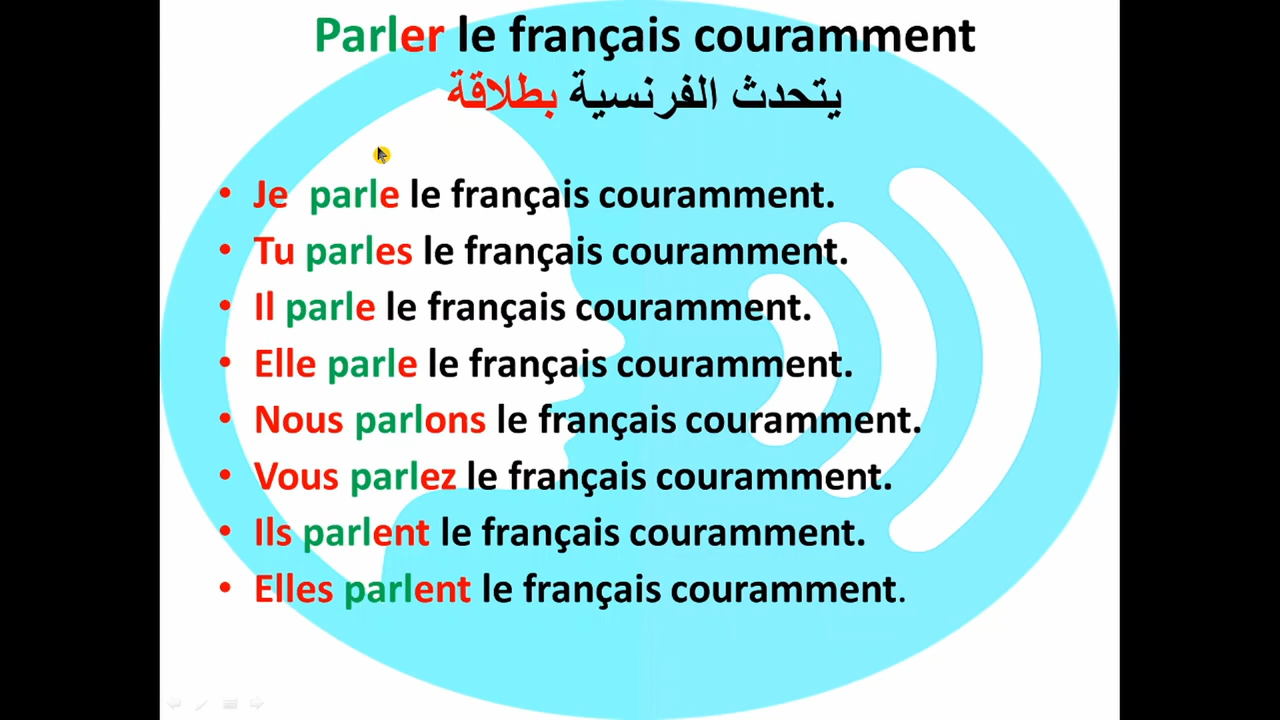 Parler le français couramment
يتحدث الفرنسية بطلاقة
• Je parle le français couramment.
• Tu parles le français couramment.
• Il parle le français couramment.
• Elle parle le français couramment.
• Nous parlons le français couramment.
• Vous parlez le français couramment.
• Ils parlent le français couramment.
• Elles parlent le français couramment.